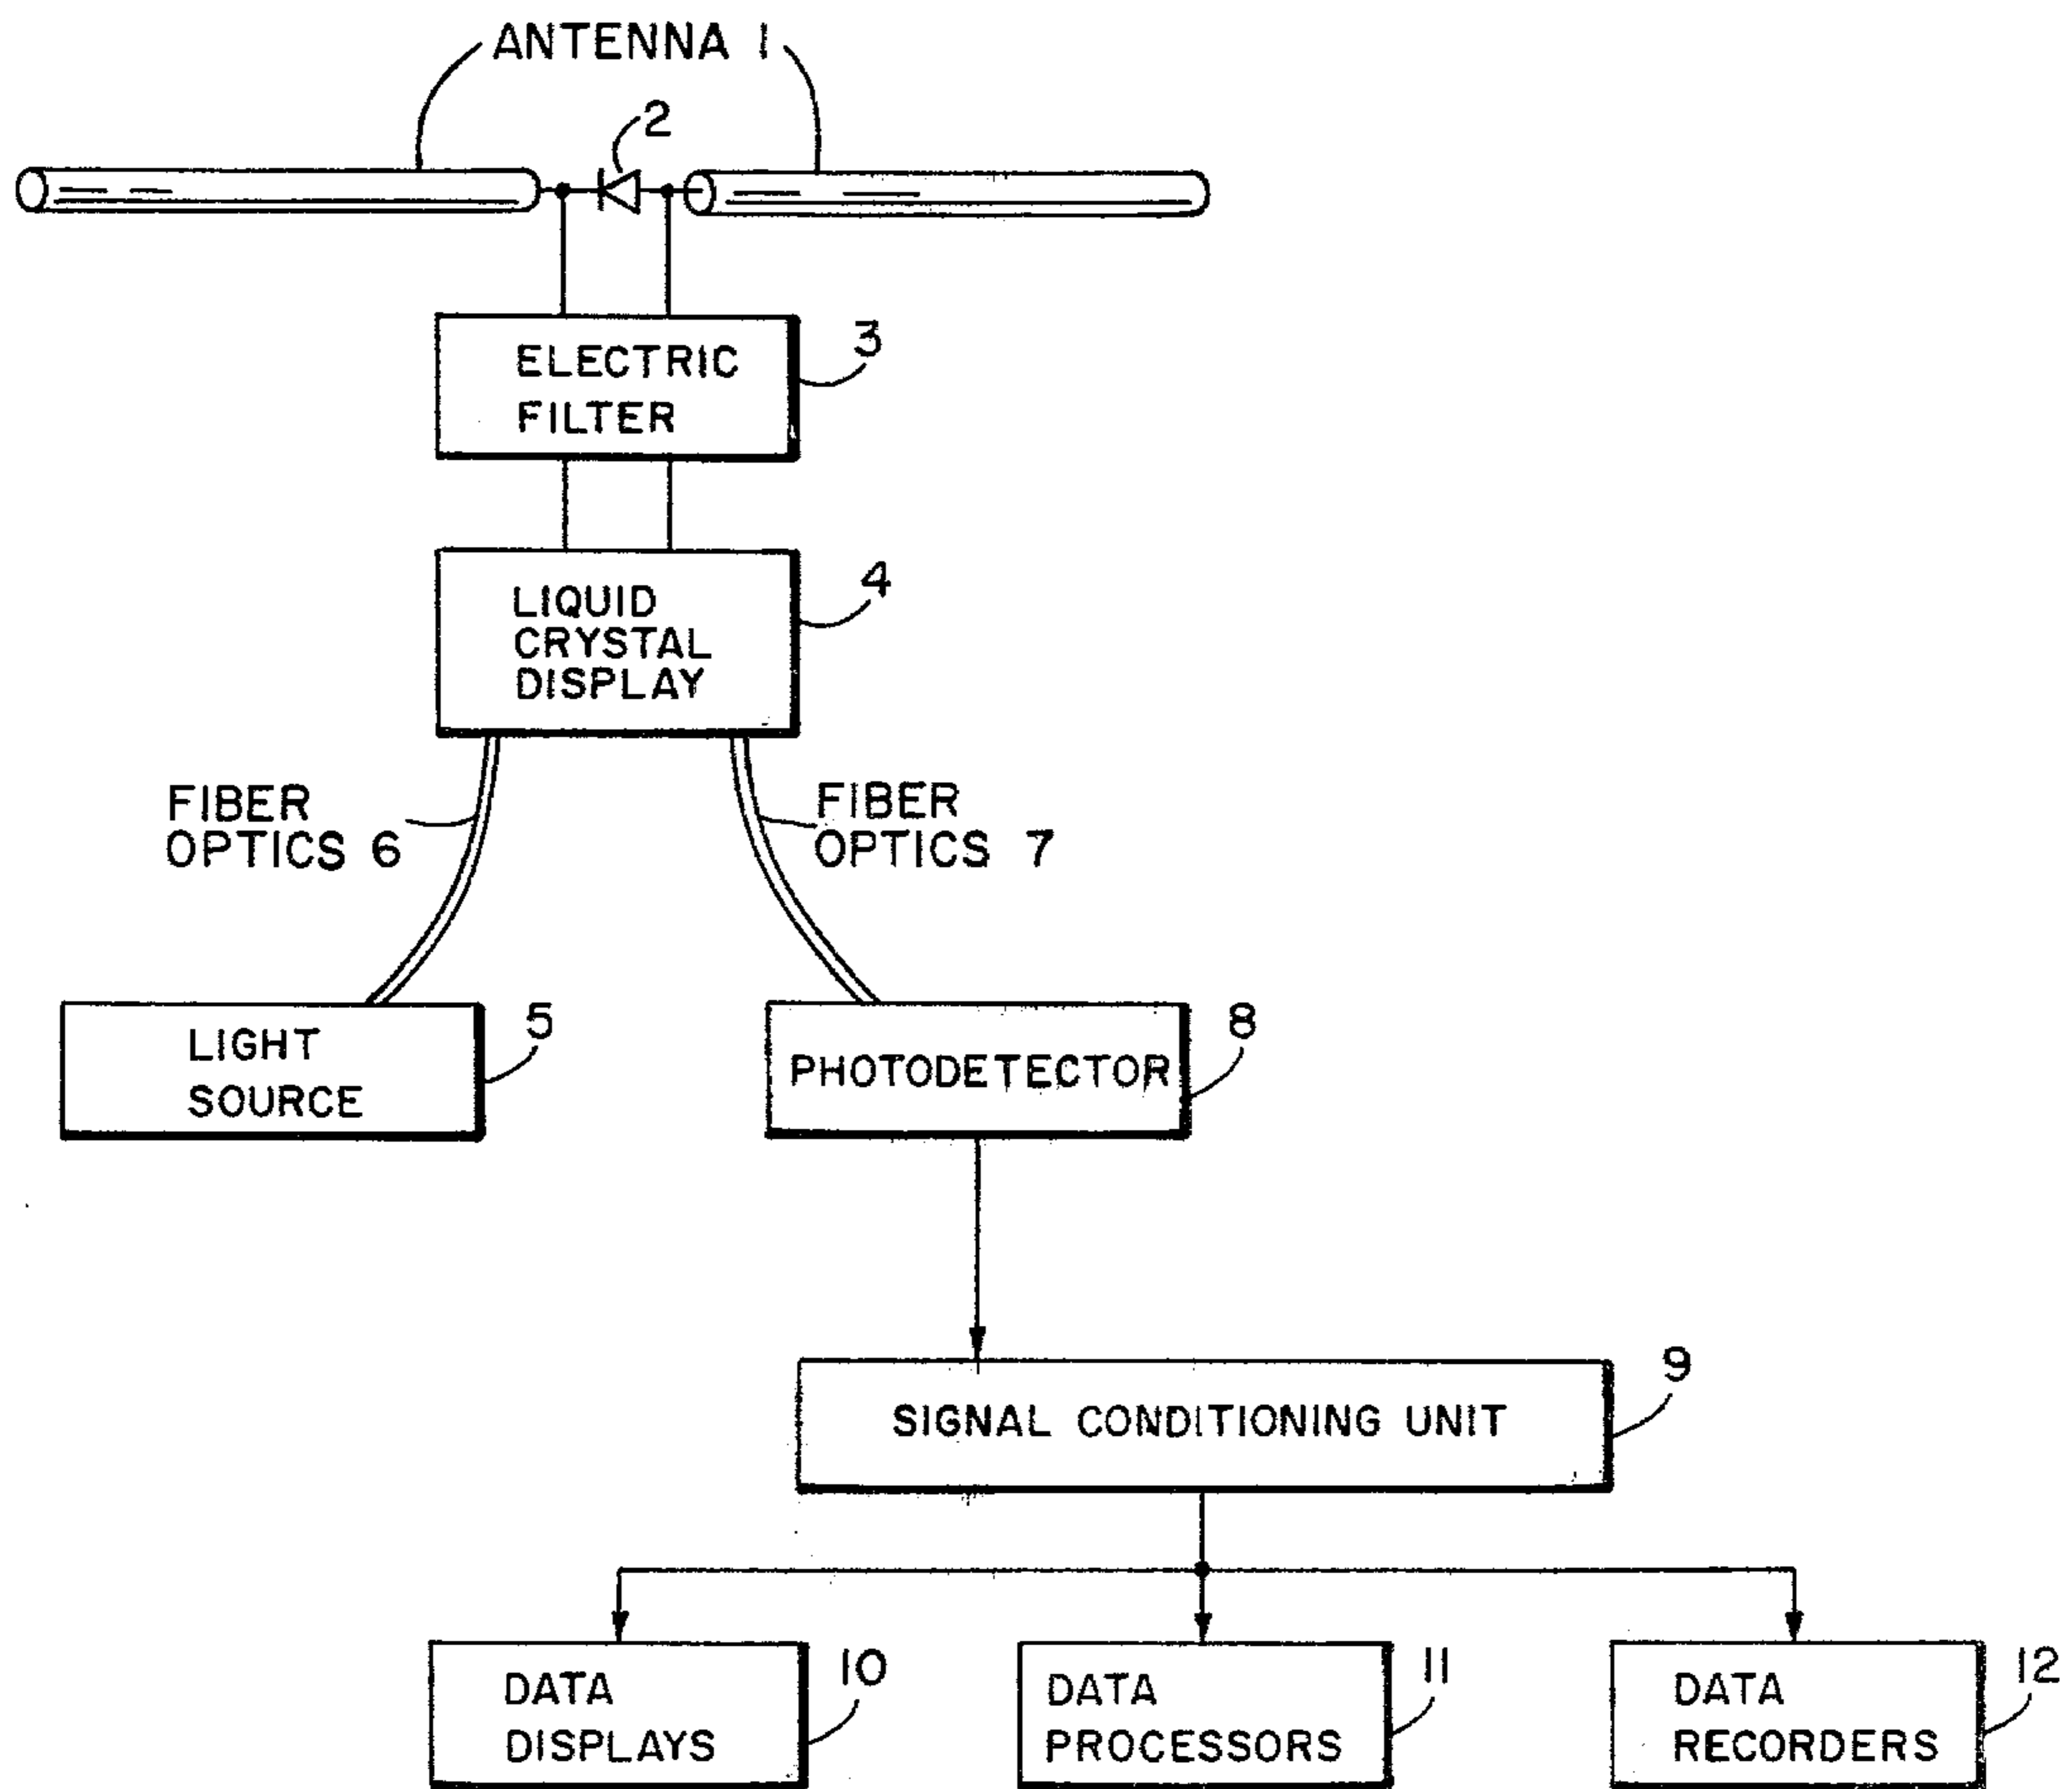 ANTENNA 1
2
ELECTRIC
FILTER
3
LIQUID
CRYSTAL
DISPLAY
4
FIBER
OPTICS 6
FIBER
OPTICS 7
LIGHT
SOURCE
5
PHOTODETECTOR
8
SIGNAL CONDITIONING UNIT
9
DATA
DISPLAYS
10
DATA
PROCESSORS
11
DATA
RECORDERS
12